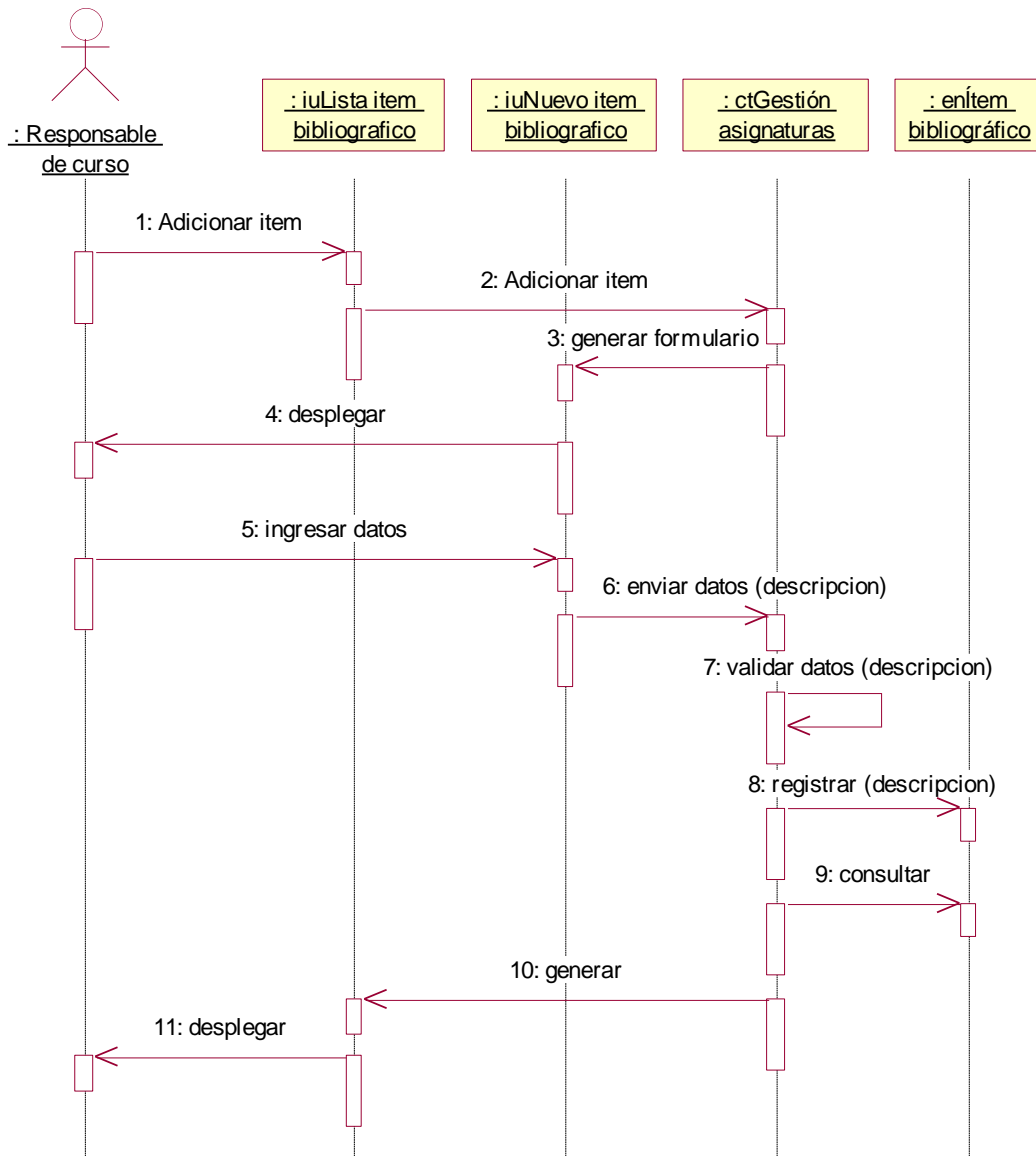 : Responsable
de curso
: iuLista item
bibliografico
: iuNuevo item
bibliografico
: ctGestión
asignaturas
: enÍtem
bibliográfico
1: Adicionar item
2: Adicionar item
3: generar formulario
4: desplegar
5: ingresar datos
6: enviar datos (descripcion)
7: validar datos (descripcion)
8: registrar (descripcion)
9: consultar
10: generar
11: desplegar